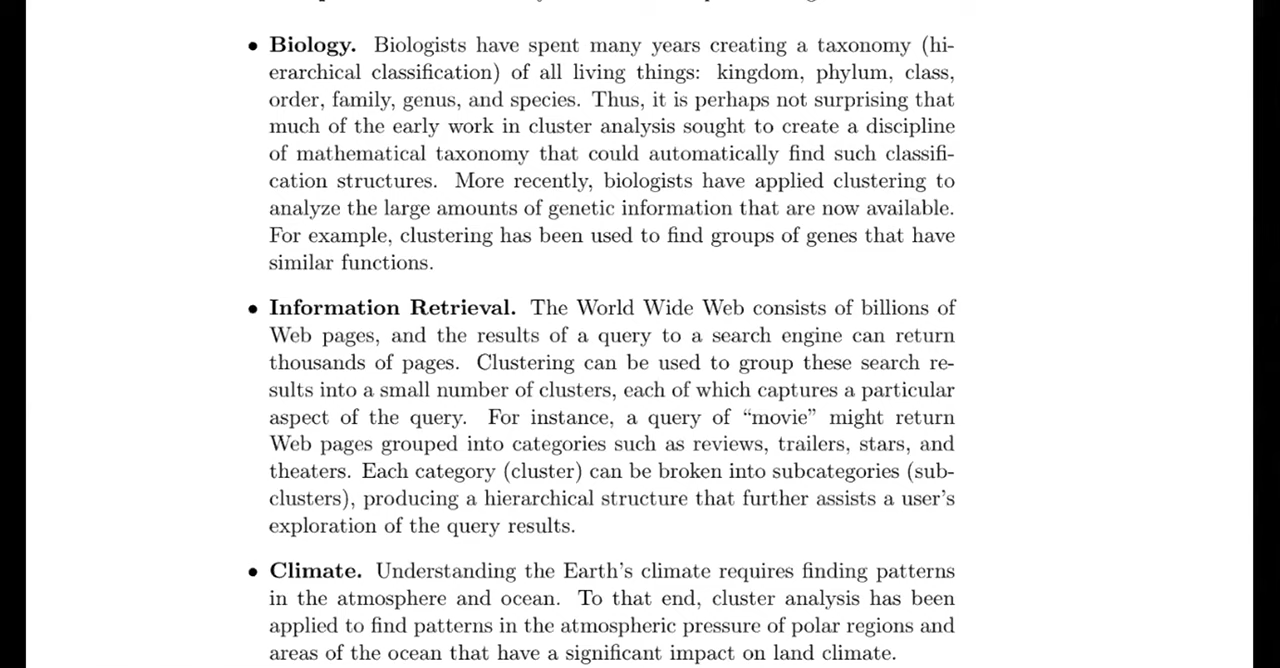 • Biology. Biologists have spent many years creating a taxonomy (hi-
erarchical classification) of all living things: kingdom, phylum, class,
order, family, genus, and species. Thus, it is perhaps not surprising that
much of the early work in cluster analysis sought to create a discipline
of mathematical taxonomy that could automatically find such classifi-
cation structures. More recently, biologists have applied clustering to
analyze the large amounts of genetic information that are now available.
For example, clustering has been used to find groups of genes that have
similar functions.
• Information Retrieval. The World Wide Web consists of billions of
Web pages, and the results of a query to a search engine can return
thousands of pages. Clustering can be used to group these search re-
sults into a small number of clusters, each of which captures a particular
aspect of the query. For instance, a query of “movie” might return
Web pages grouped into categories such as reviews, trailers, stars, and
theaters. Each category (cluster) can be broken into subcategories (sub-
clusters), producing a hierarchical structure that further assists a user’s
exploration of the query results.
• Climate. Understanding the Earth’s climate requires finding patterns
in the atmosphere and ocean. To that end, cluster analysis has been
applied to find patterns in the atmospheric pressure of polar regions and
areas of the ocean that have a significant impact on land climate.